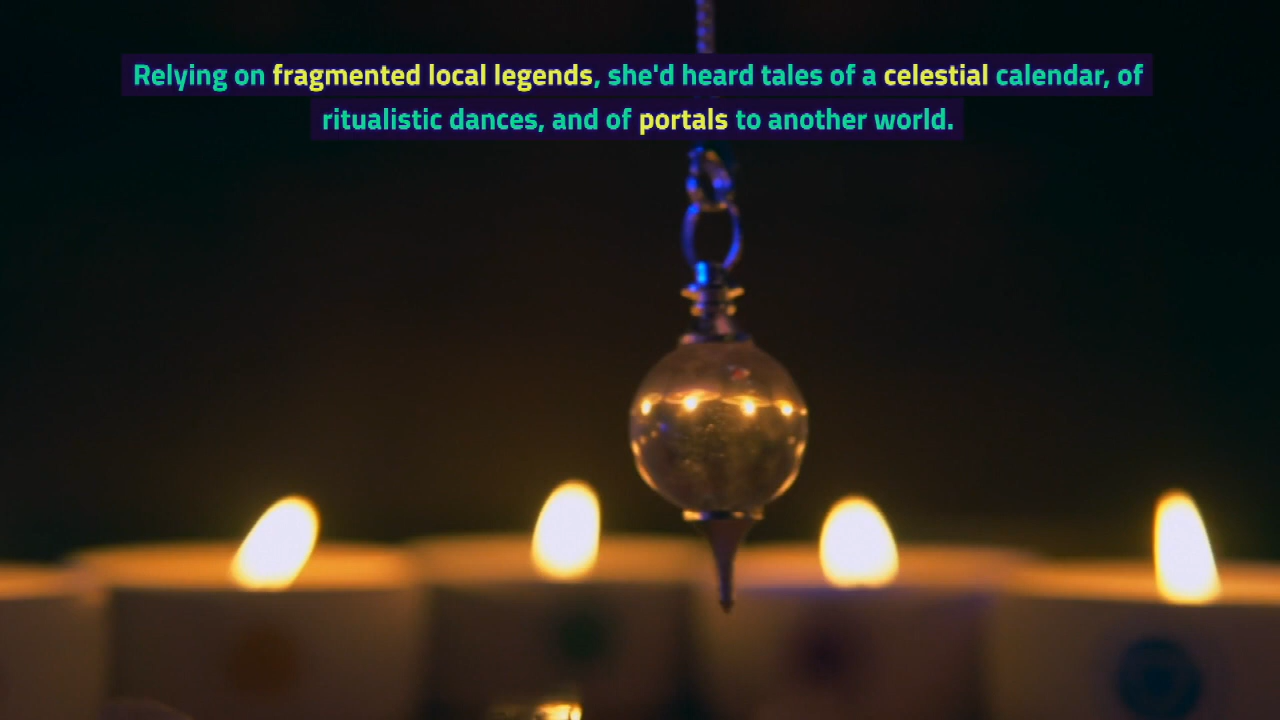 Relying on fragmented local legends, she'd heard tales of a celestial calendar, of
ritualistic dances, and of portals to another world.